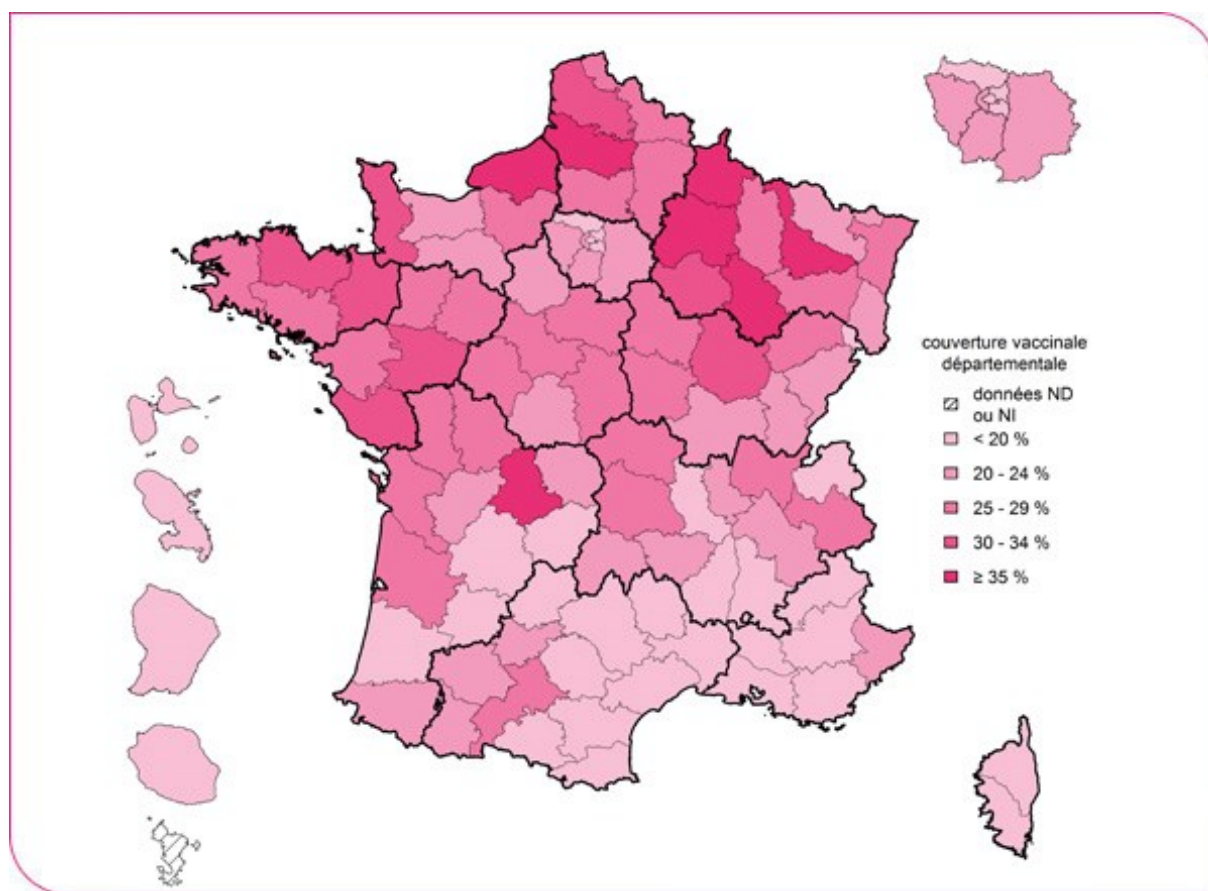 couverture vaccinale
départementale
données ND
ou NI
< 20 %
20 - 24 %
25 - 29 %
30 - 34 %
≥ 35 %